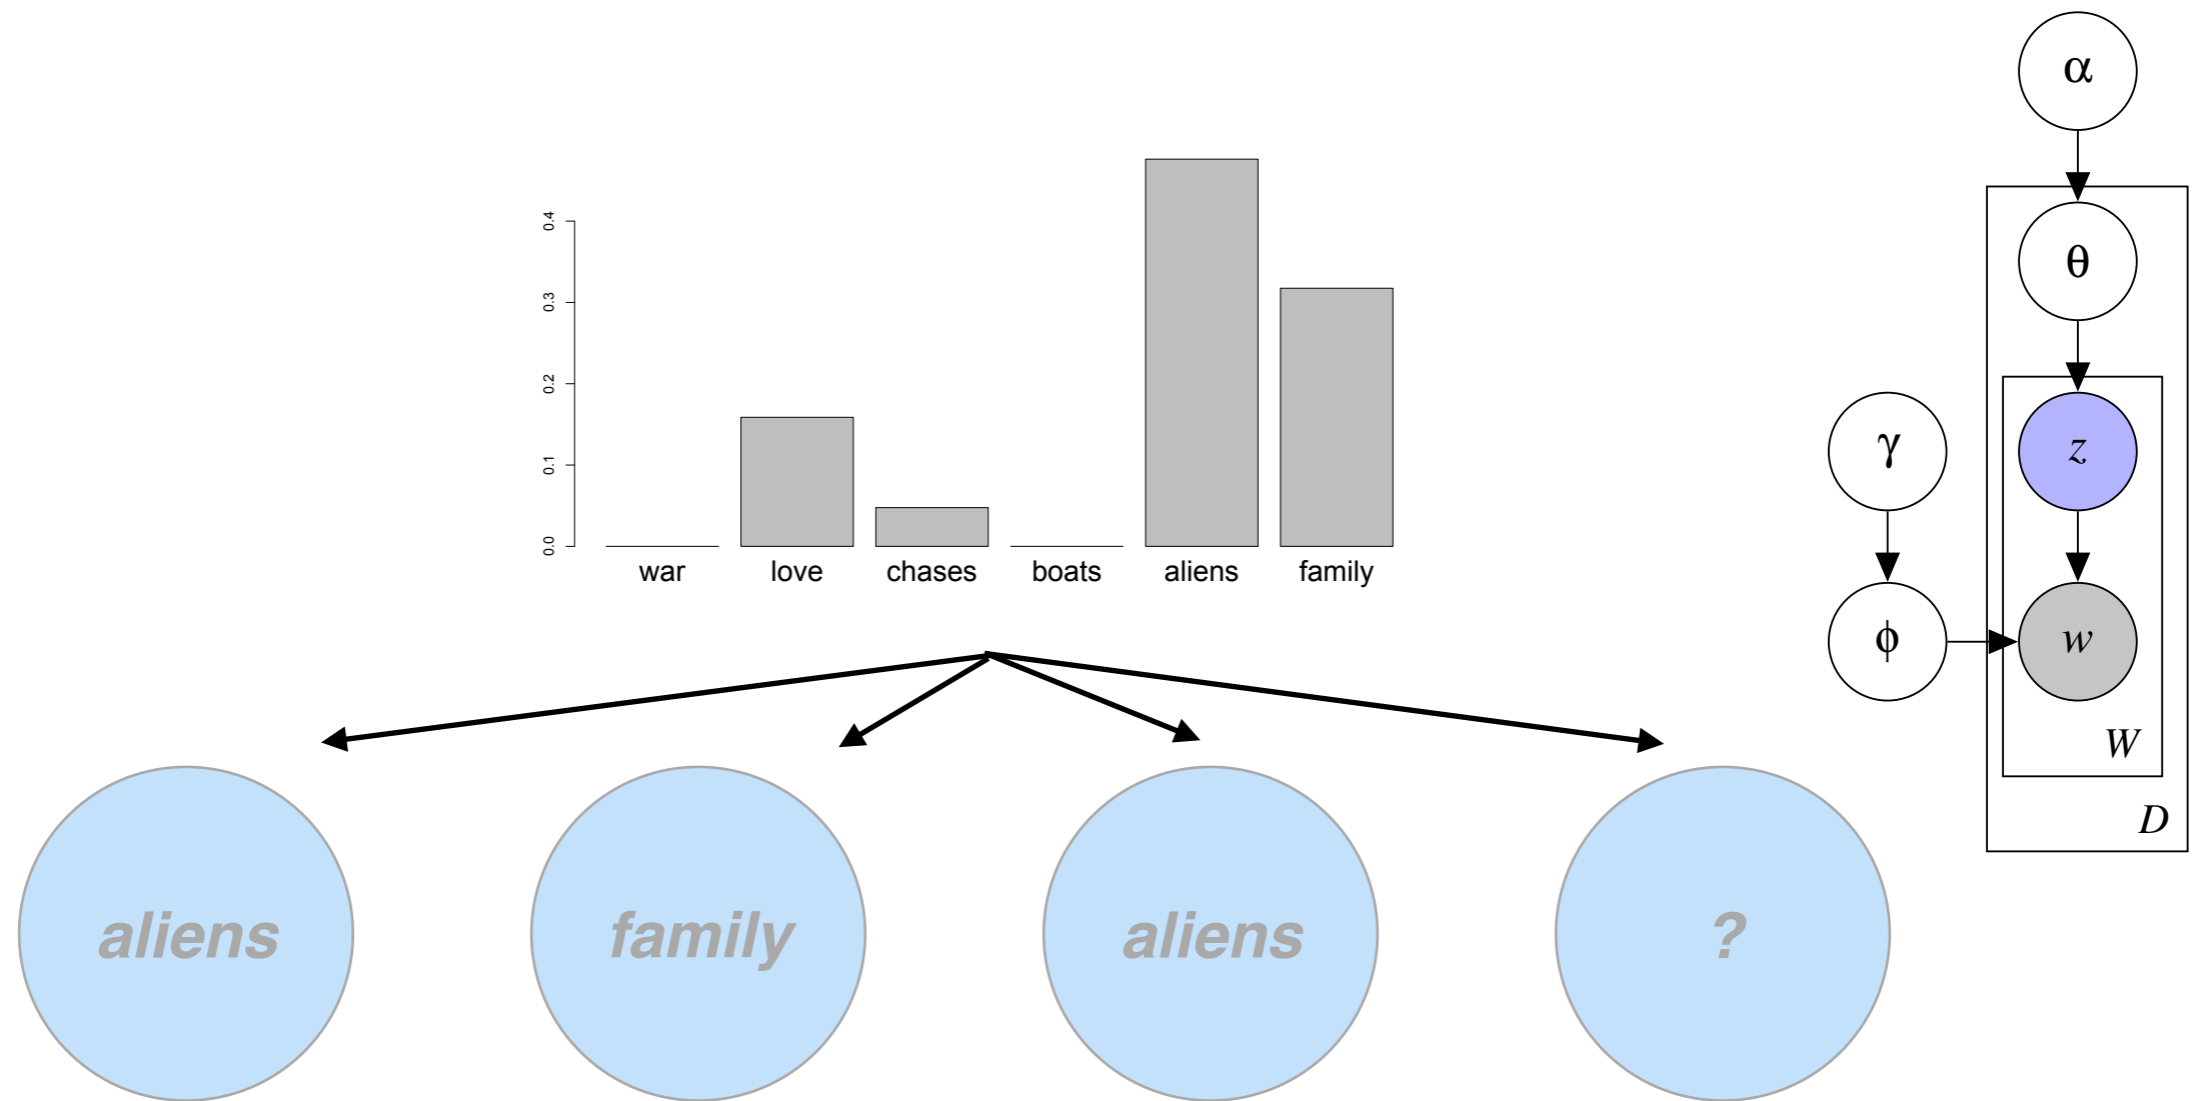 α
θ
0.4
0.3
0.2
0.1
0.0
war love chases boats aliens family
γ
z
ϕ
w
W
D
aliens family aliens ?